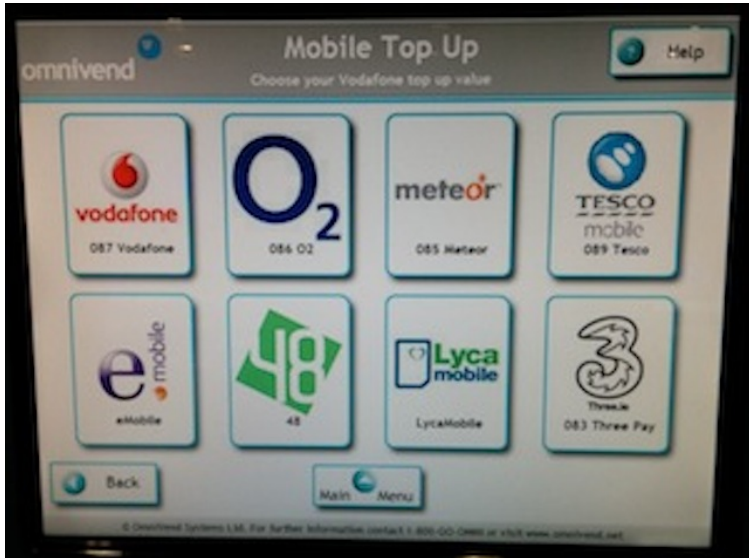 omnivend
Mobile Top Up
Choose your Vodafone top up value
Help
vodafone
087 Vodafone
O2
086 O2
meteor
085 Meteor
TESCO
mobile
089 Tesco
e mobile
eMobile
48
48
Lyca
mobile
LycaMobile
3
Three.ie
083 Three Pay
Back
Main Menu
© Omnivend Systems Ltd. For further information contact 1-800-GO-OMNI or visit www.omnivend.net